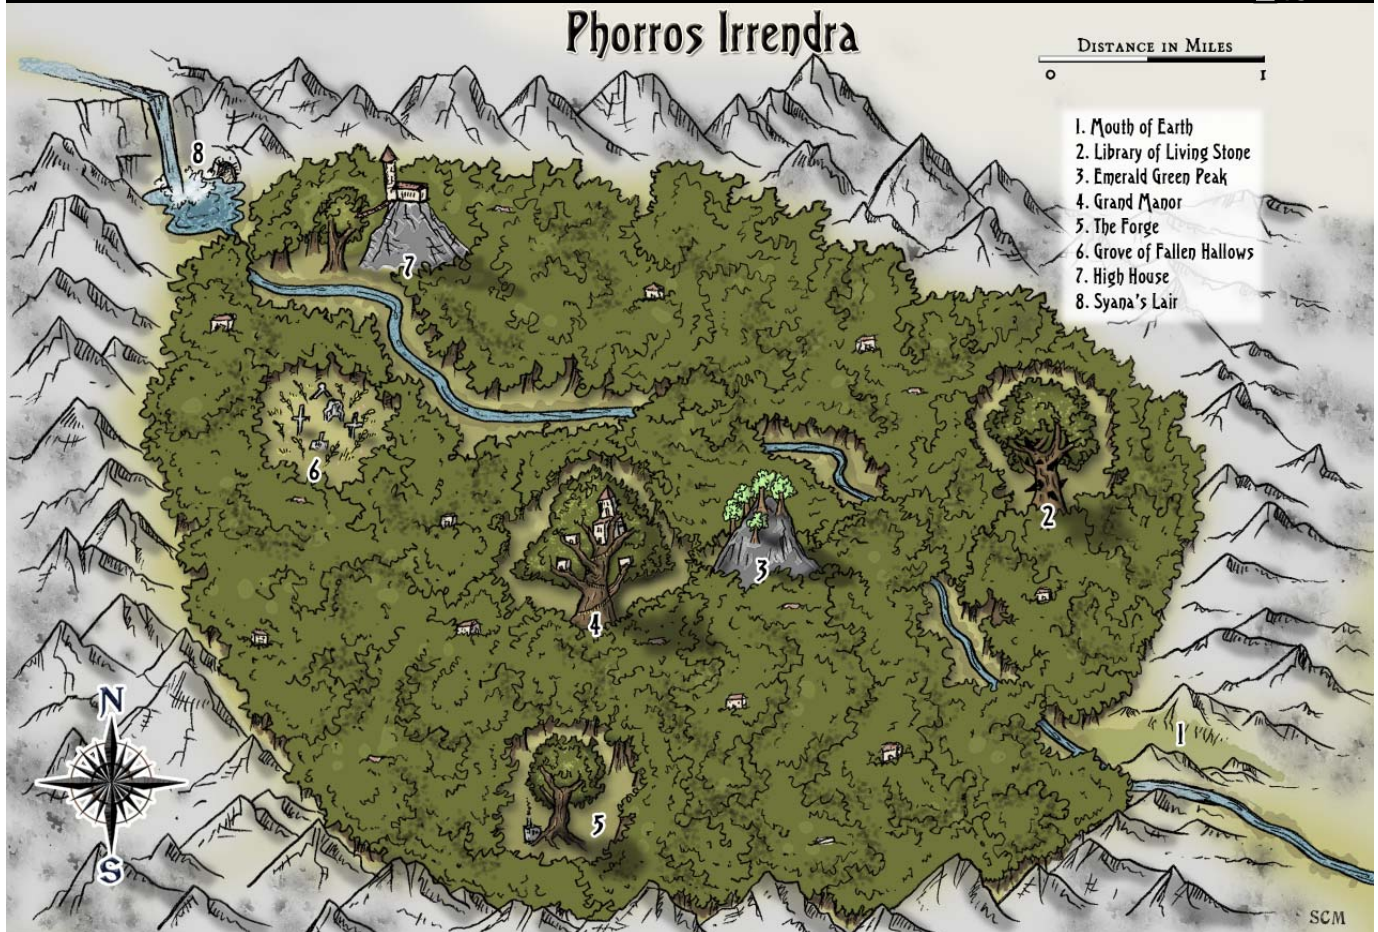 Phorros Irrendra
Distance in Miles
0 1
1. Mouth of Earth
2. Library of Living Stone
3. Emerald Green Peak
4. Grand Manor
5. The Forge
6. Grove of Fallen Hallows
7. High House
8. Syana's Lair
8
7
6
2
3
4
1
5
N
S
SCM